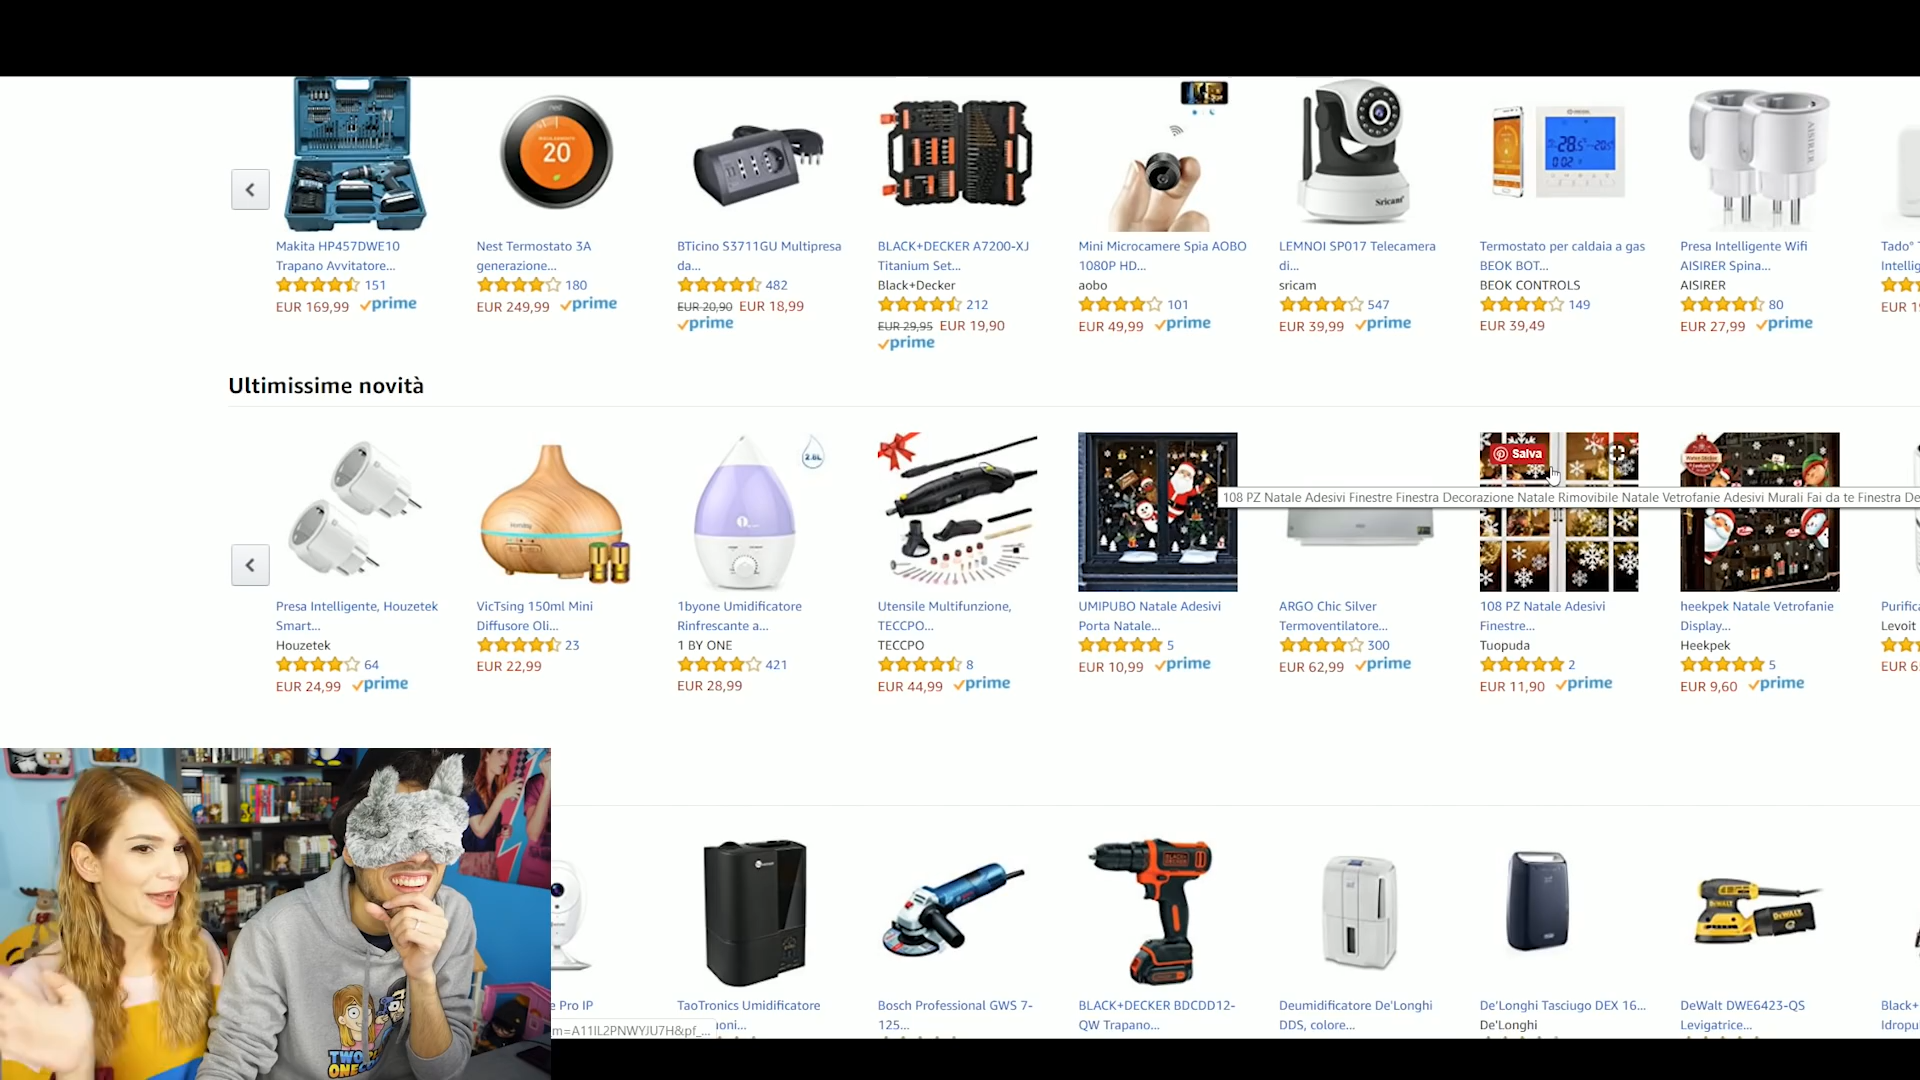 Makita HP457DWE10
Trapano Avvitatore...
151
EUR 169,99 prime
nest
20
Nest Termostato 3A
generazione...
180
EUR 249,99 prime
BTicino S3711GU Multipresa
da...
482
EUR 20,90 EUR 18,99
prime
BLACK+DECKER A7200-XJ
Titanium Set...
Black+Decker
212
EUR 29,95 EUR 19,90
prime
Mini Microcamere Spia AOBO
1080P HD...
aobo
101
EUR 49,99 prime
Sricam
LEMNOI SP017 Telecamera
di...
sricam
547
EUR 39,99 prime
Termostato per caldaia a gas
BEOK BOT...
BEOK CONTROLS
149
EUR 39,49
AISIRER
Presa Intelligente Wifi
AISIRER Spina...
AISIRER
80
EUR 27,99 prime
Tado°
Intellig
EUR 1
Ultimissime novità
Presa Intelligente, Houzetek
Smart...
Houzetek
64
EUR 24,99 prime
VicTsing 150ml Mini
Diffusore Oli...
23
EUR 22,99
2.8L
1byone Umidificatore
Rinfrescante a...
1 BY ONE
421
EUR 28,99
Utensile Multifunzione,
TECCPO...
TECCPO
8
EUR 44,99 prime
UMIPUBO Natale Adesivi
Porta Natale...
5
EUR 10,99 prime
ARGO Chic Silver
Termoventilatore...
300
EUR 62,99 prime
Salva
108 PZ Natale Adesivi Finestre Finestra Decorazione Natale Rimovibile Natale Vetrofanie Adesivi Murali Fai da te Finestra De
108 PZ Natale Adesivi
Finestre...
Tuopuda
2
EUR 11,90 prime
heekpek Natale Vetrofanie
Display...
Heekpek
5
EUR 9,60 prime
Purifica
Levoit
EUR 6
e Pro IP
m=A11IL2PNWYJU7H&pf_...
TaoTronics Umidificatore
oni...
Bosch Professional GWS 7-
125...
BLACK+DECKER BDCDD12-
QW Trapano...
Deumidificatore De'Longhi
DDS, colore...
De'Longhi Tasciugo DEX 16...
De'Longhi
DEWALT
DeWalt DWE6423-QS
Levigatrice...
Black+
Idropu
TWO
ONE